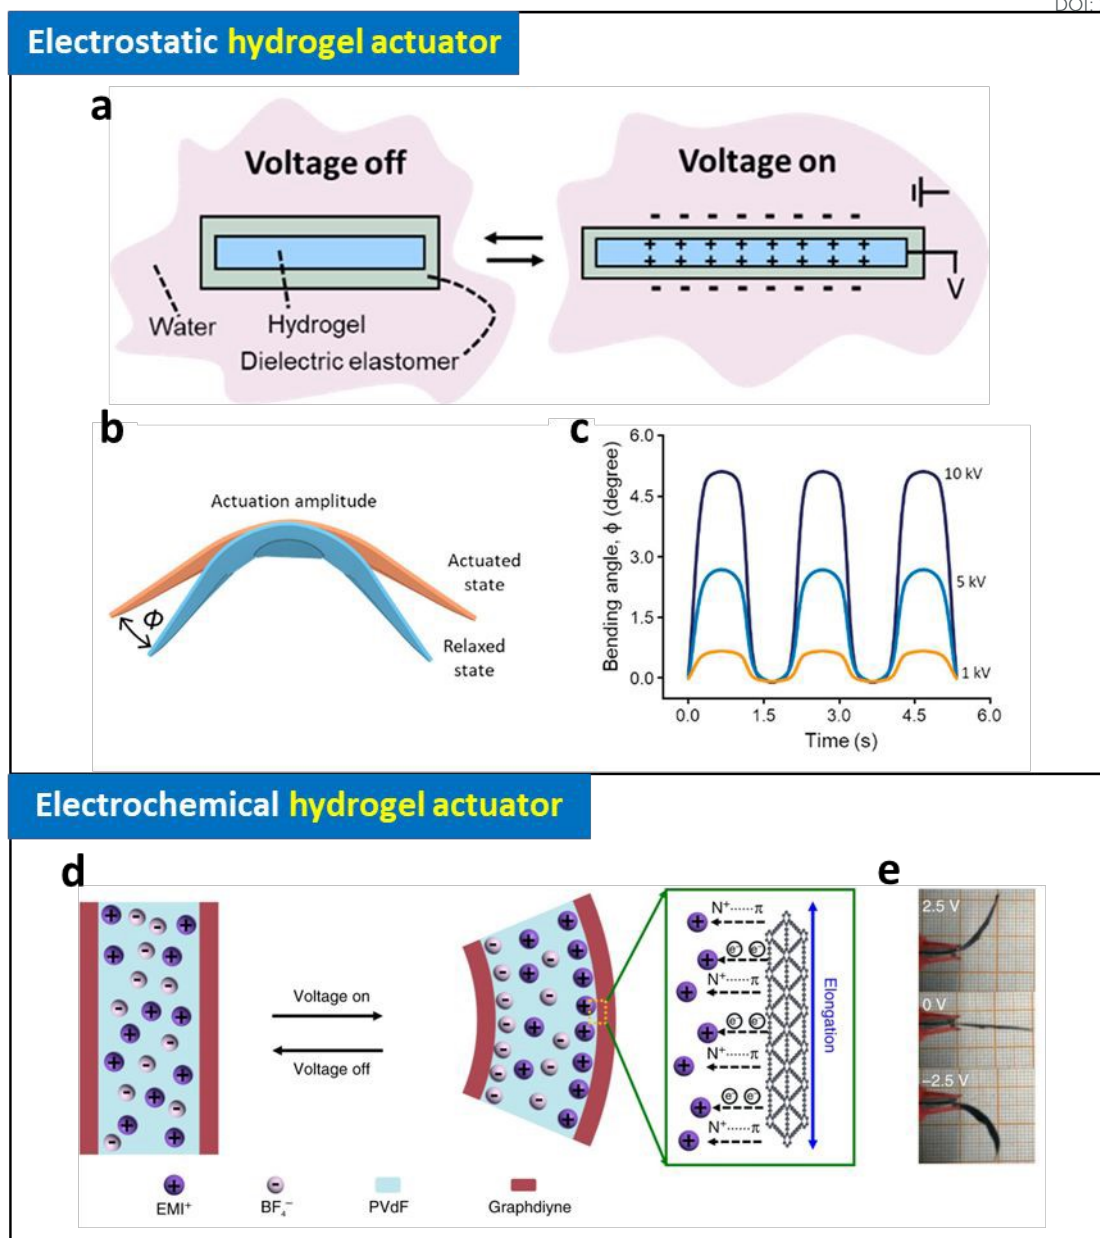 DOI:
Electrostatic hydrogel actuator
a
Voltage off
Voltage on
- - - - - - - -
+ + + + + + + +
+ + + + + + + +
- - - - - - - -
V
Water
Hydrogel
Dielectric elastomer
b
Actuation amplitude
Actuated
state
ϕ
Relaxed
state
c
6.0
4.5
3.0
1.5
0.0
Bending angle, ϕ (degree)
10 kV
5 kV
1 kV
0.0 1.5 3.0 4.5 6.0
Time (s)
Electrochemical hydrogel actuator
d
Voltage on
Voltage off
N⁺······π
e⁻ e⁻
N⁺······π
e⁻ e⁻
N⁺······π
e⁻ e⁻
N⁺······π
Elongation
EMI⁺
BF₄⁻
PVdF
Graphdiyne
e
2.5 V
0 V
–2.5 V